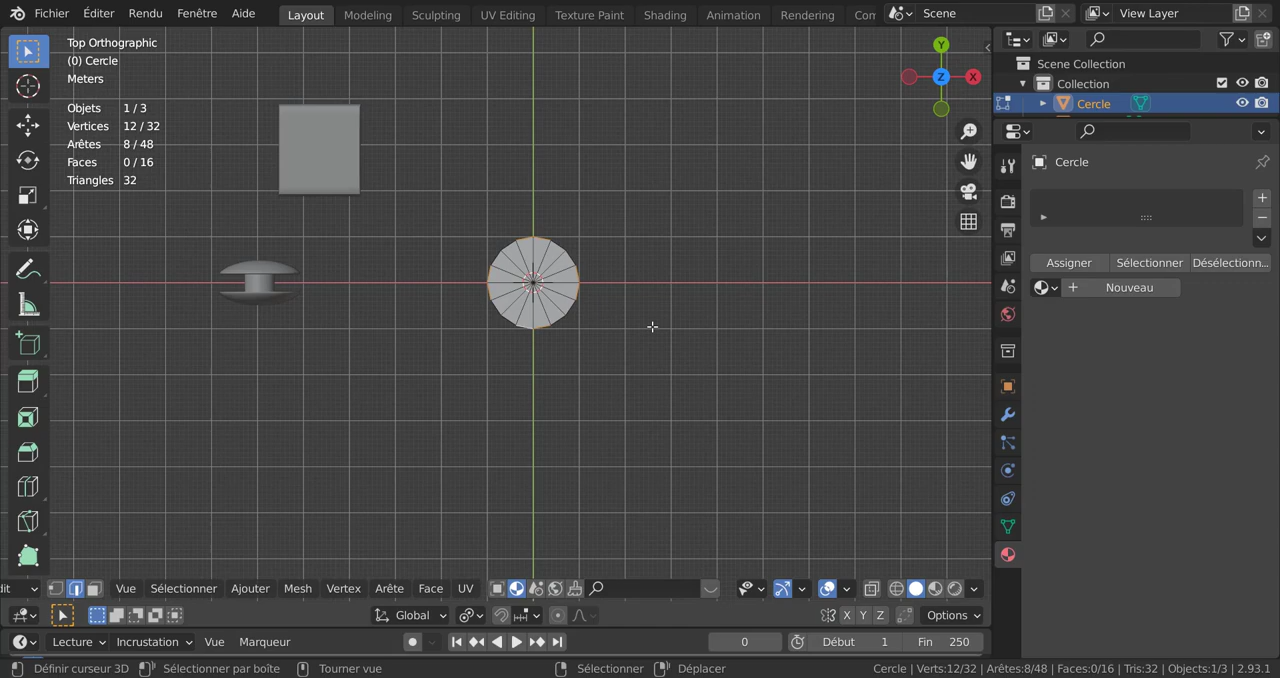 Fichier Éditer Rendu Fenêtre Aide Layout Modeling Sculpting UV Editing Texture Paint Shading Animation Rendering Com Scene View Layer
Top Orthographic
(0) Cercle
Meters
Objets 1 / 3
Vertices 12 / 32
Arêtes 8 / 48
Faces 0 / 16
Triangles 32
Y
Z X
Scene Collection
Collection
Cercle
Cercle
Assigner Sélectionner Désélectionn...
Nouveau
dit Vue Sélectionner Ajouter Mesh Vertex Arête Face UV
Global X Y Z Options
Lecture Incrustation Vue Marqueur 0 Début 1 Fin 250
Définir curseur 3D Sélectionner par boîte Tourner vue Sélectionner Déplacer Cercle | Verts:12/32 | Arêtes:8/48 | Faces:0/16 | Tris:32 | Objects:1/3 | 2.93.1